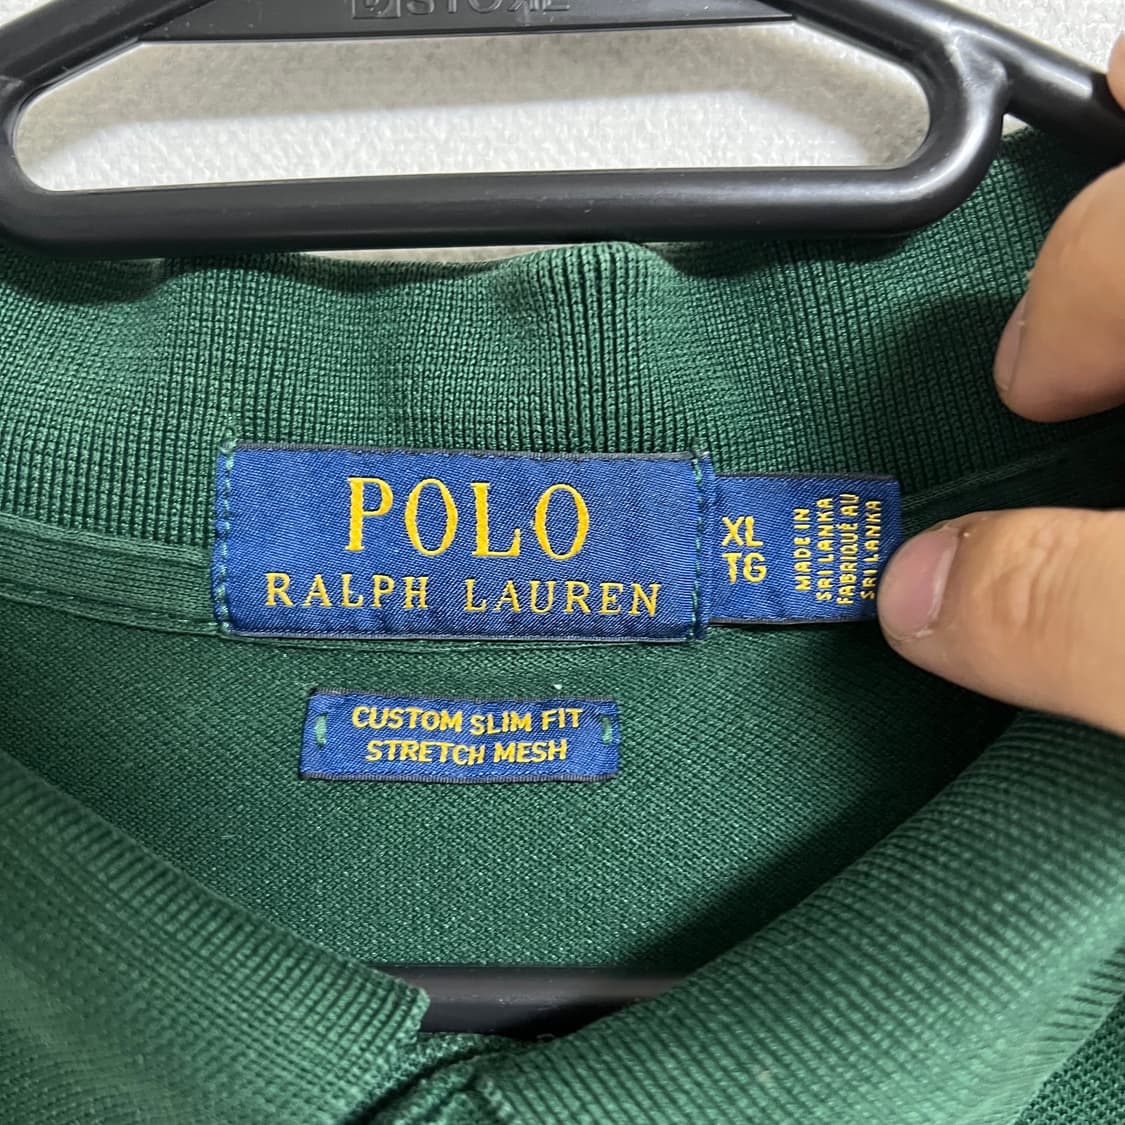 POLO
RALPH LAUREN
XL
TG
MADE IN
SRI LANKA
FABRIQUÉ AU
SRI LANKA
CUSTOM SLIM FIT
STRETCH MESH